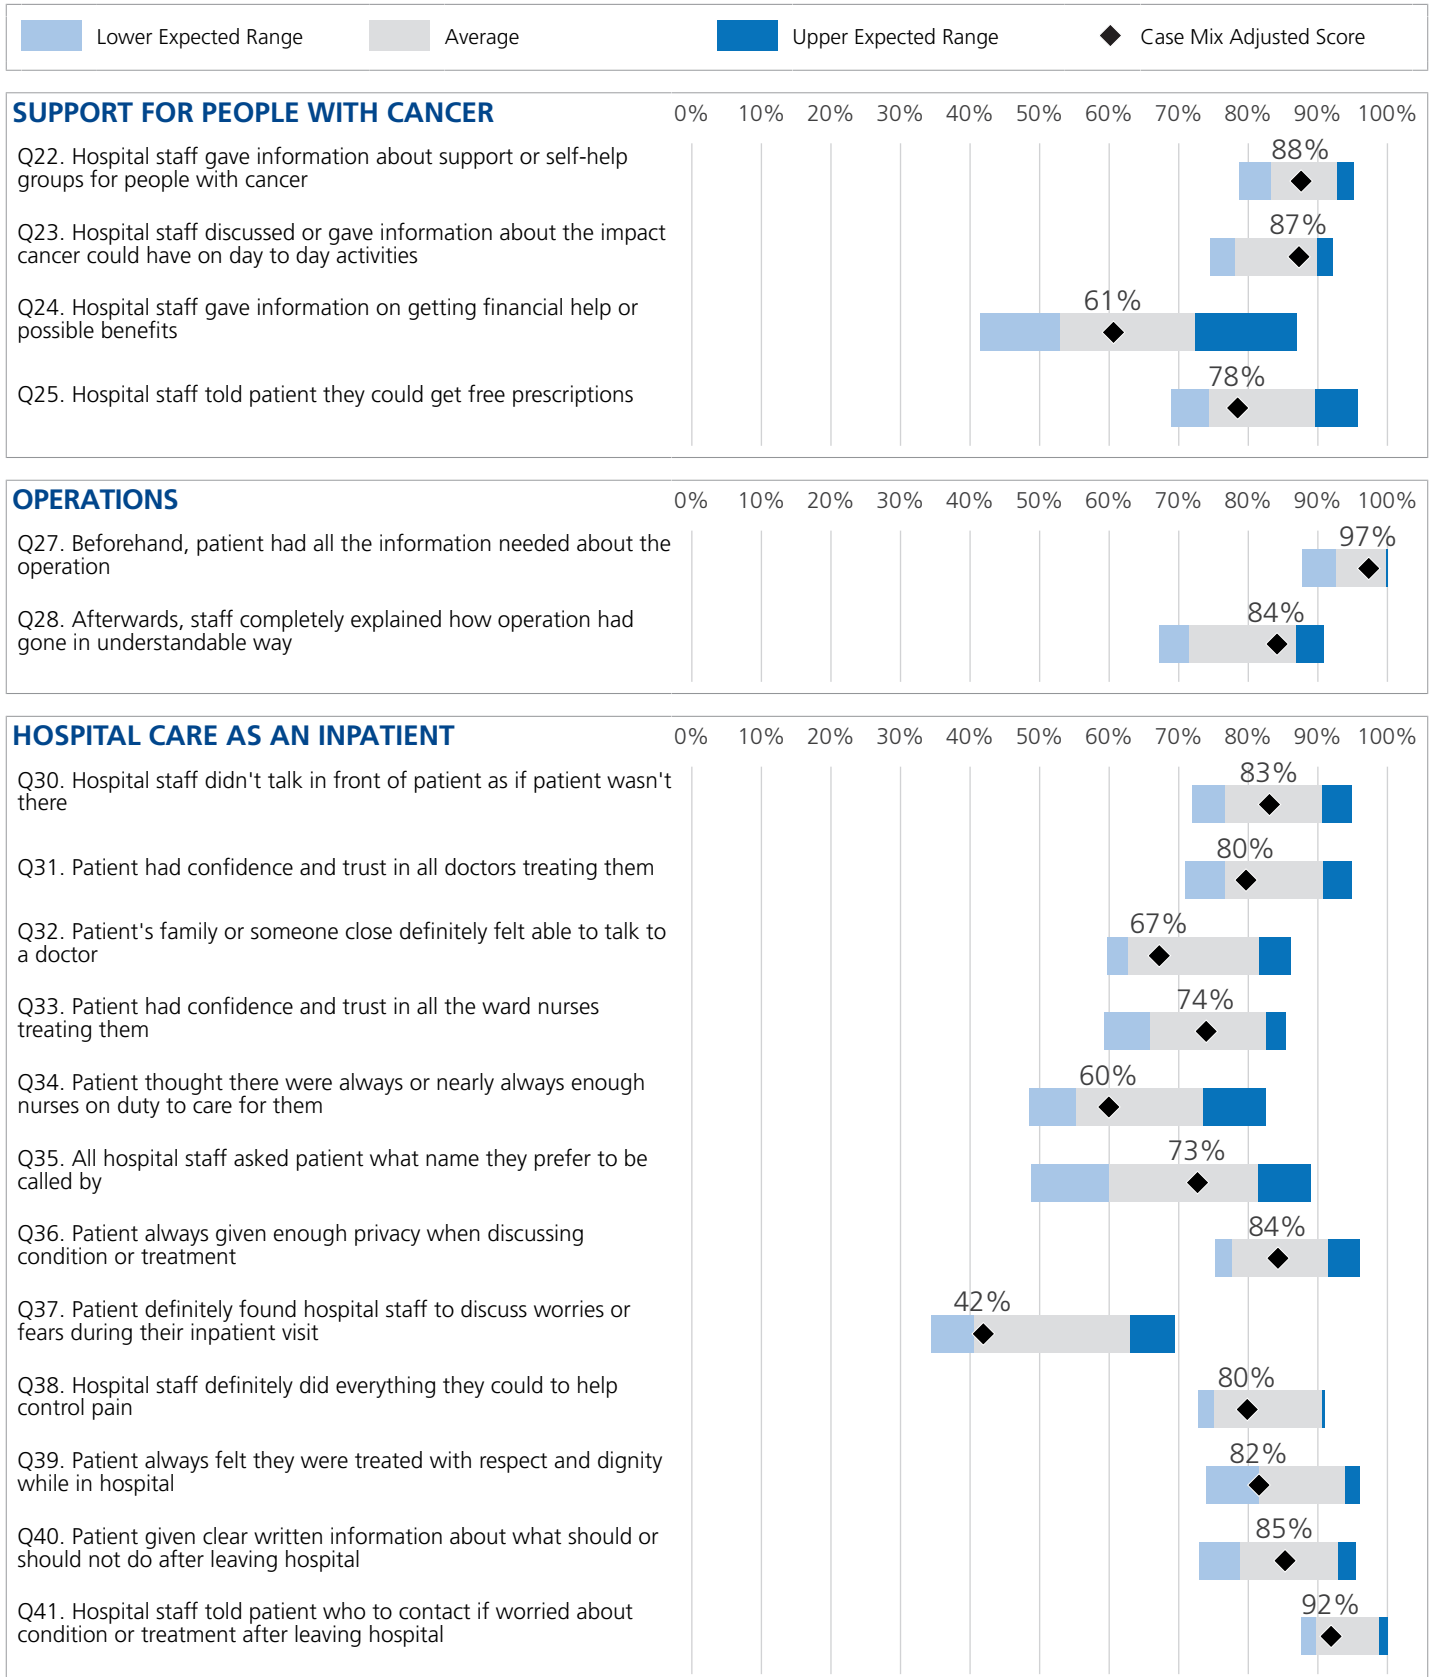 Lower Expected Range Average Upper Expected Range Case Mix Adjusted Score
SUPPORT FOR PEOPLE WITH CANCER 0% 10% 20% 30% 40% 50% 60% 70% 80% 90% 100%
Q22. Hospital staff gave information about support or self-help
groups for people with cancer
88%
Q23. Hospital staff discussed or gave information about the impact
cancer could have on day to day activities
87%
Q24. Hospital staff gave information on getting financial help or
possible benefits
61%
Q25. Hospital staff told patient they could get free prescriptions
78%
OPERATIONS 0% 10% 20% 30% 40% 50% 60% 70% 80% 90% 100%
Q27. Beforehand, patient had all the information needed about the
operation
97%
Q28. Afterwards, staff completely explained how operation had
gone in understandable way
84%
HOSPITAL CARE AS AN INPATIENT 0% 10% 20% 30% 40% 50% 60% 70% 80% 90% 100%
Q30. Hospital staff didn't talk in front of patient as if patient wasn't
there
83%
Q31. Patient had confidence and trust in all doctors treating them
80%
Q32. Patient's family or someone close definitely felt able to talk to
a doctor
67%
Q33. Patient had confidence and trust in all the ward nurses
treating them
74%
Q34. Patient thought there were always or nearly always enough
nurses on duty to care for them
60%
Q35. All hospital staff asked patient what name they prefer to be
called by
73%
Q36. Patient always given enough privacy when discussing
condition or treatment
84%
Q37. Patient definitely found hospital staff to discuss worries or
fears during their inpatient visit
42%
Q38. Hospital staff definitely did everything they could to help
control pain
80%
Q39. Patient always felt they were treated with respect and dignity
while in hospital
82%
Q40. Patient given clear written information about what should or
should not do after leaving hospital
85%
Q41. Hospital staff told patient who to contact if worried about
condition or treatment after leaving hospital
92%